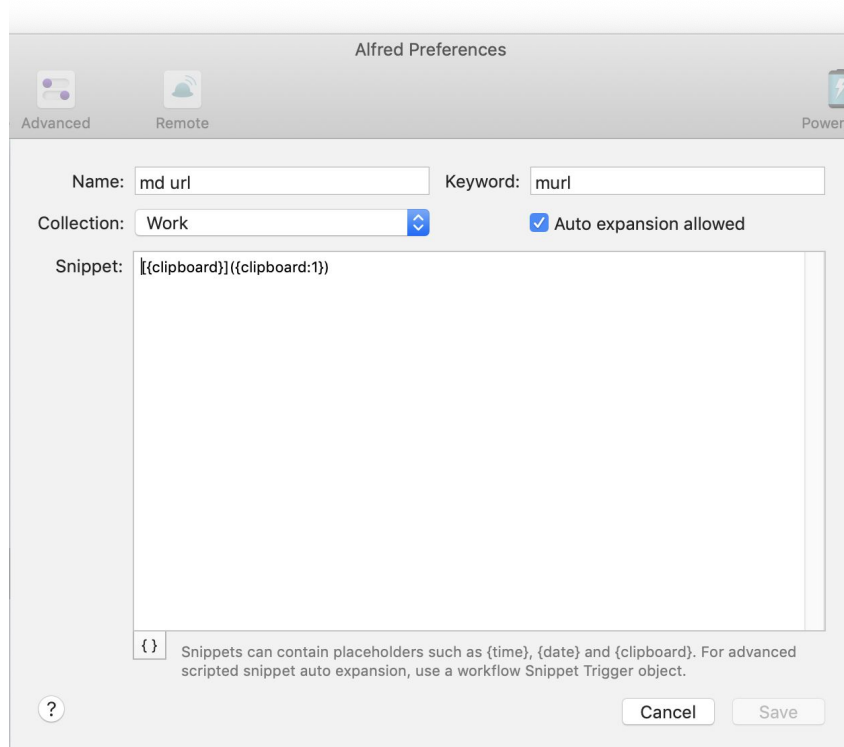 Alfred Preferences
Advanced
Remote
Power
Name: md url
Keyword: murl
Collection: Work
Auto expansion allowed
Snippet: [{clipboard}]({clipboard:1})
{}
Snippets can contain placeholders such as {time}, {date} and {clipboard}. For advanced
scripted snippet auto expansion, use a workflow Snippet Trigger object.
?
Cancel
Save